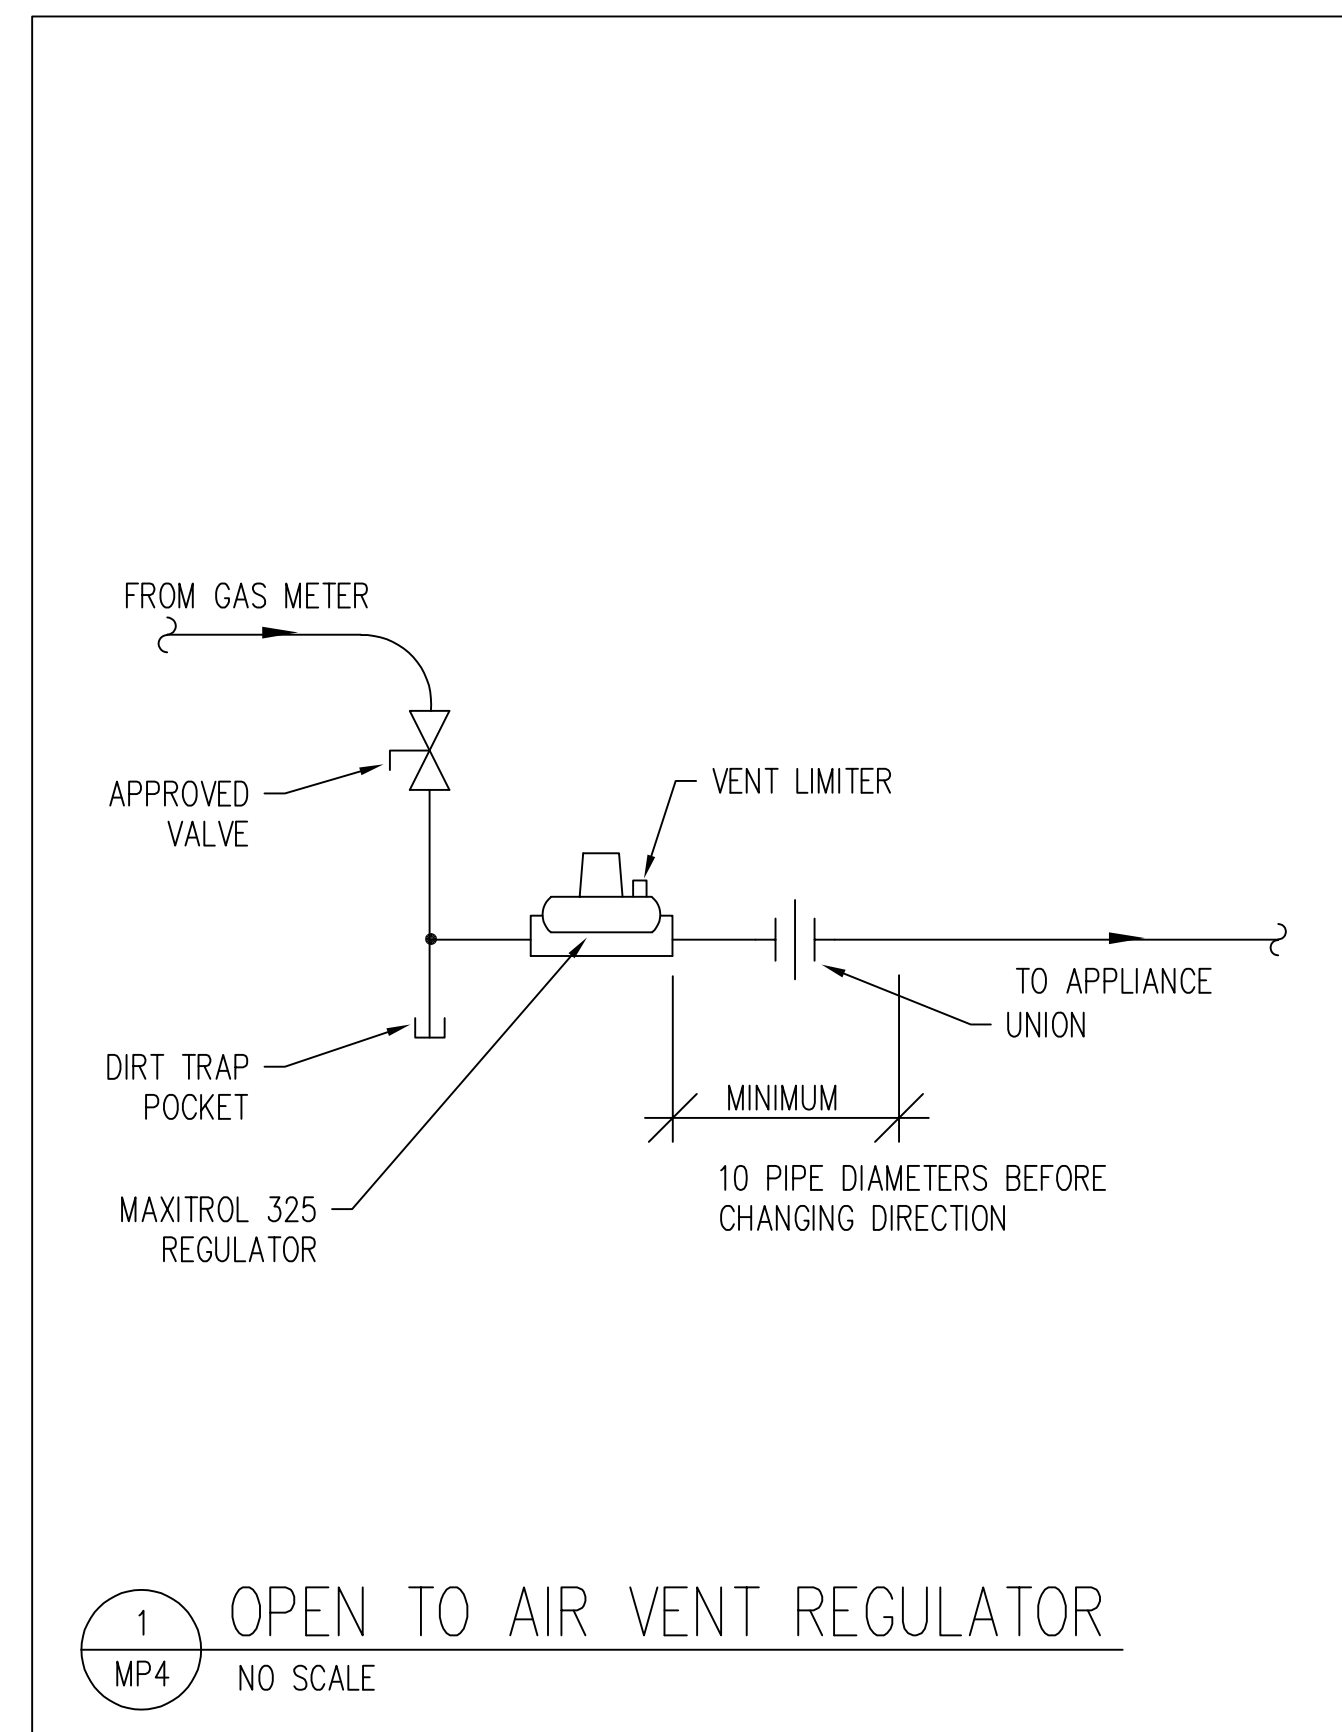 FROM GAS METER
APPROVED
VALVE
VENT LIMITER
TO APPLIANCE
UNION
DIRT TRAP
POCKET
MINIMUM
10 PIPE DIAMETERS BEFORE
CHANGING DIRECTION
MAXITROL 325
REGULATOR
1
MP4
OPEN TO AIR VENT REGULATOR
NO SCALE